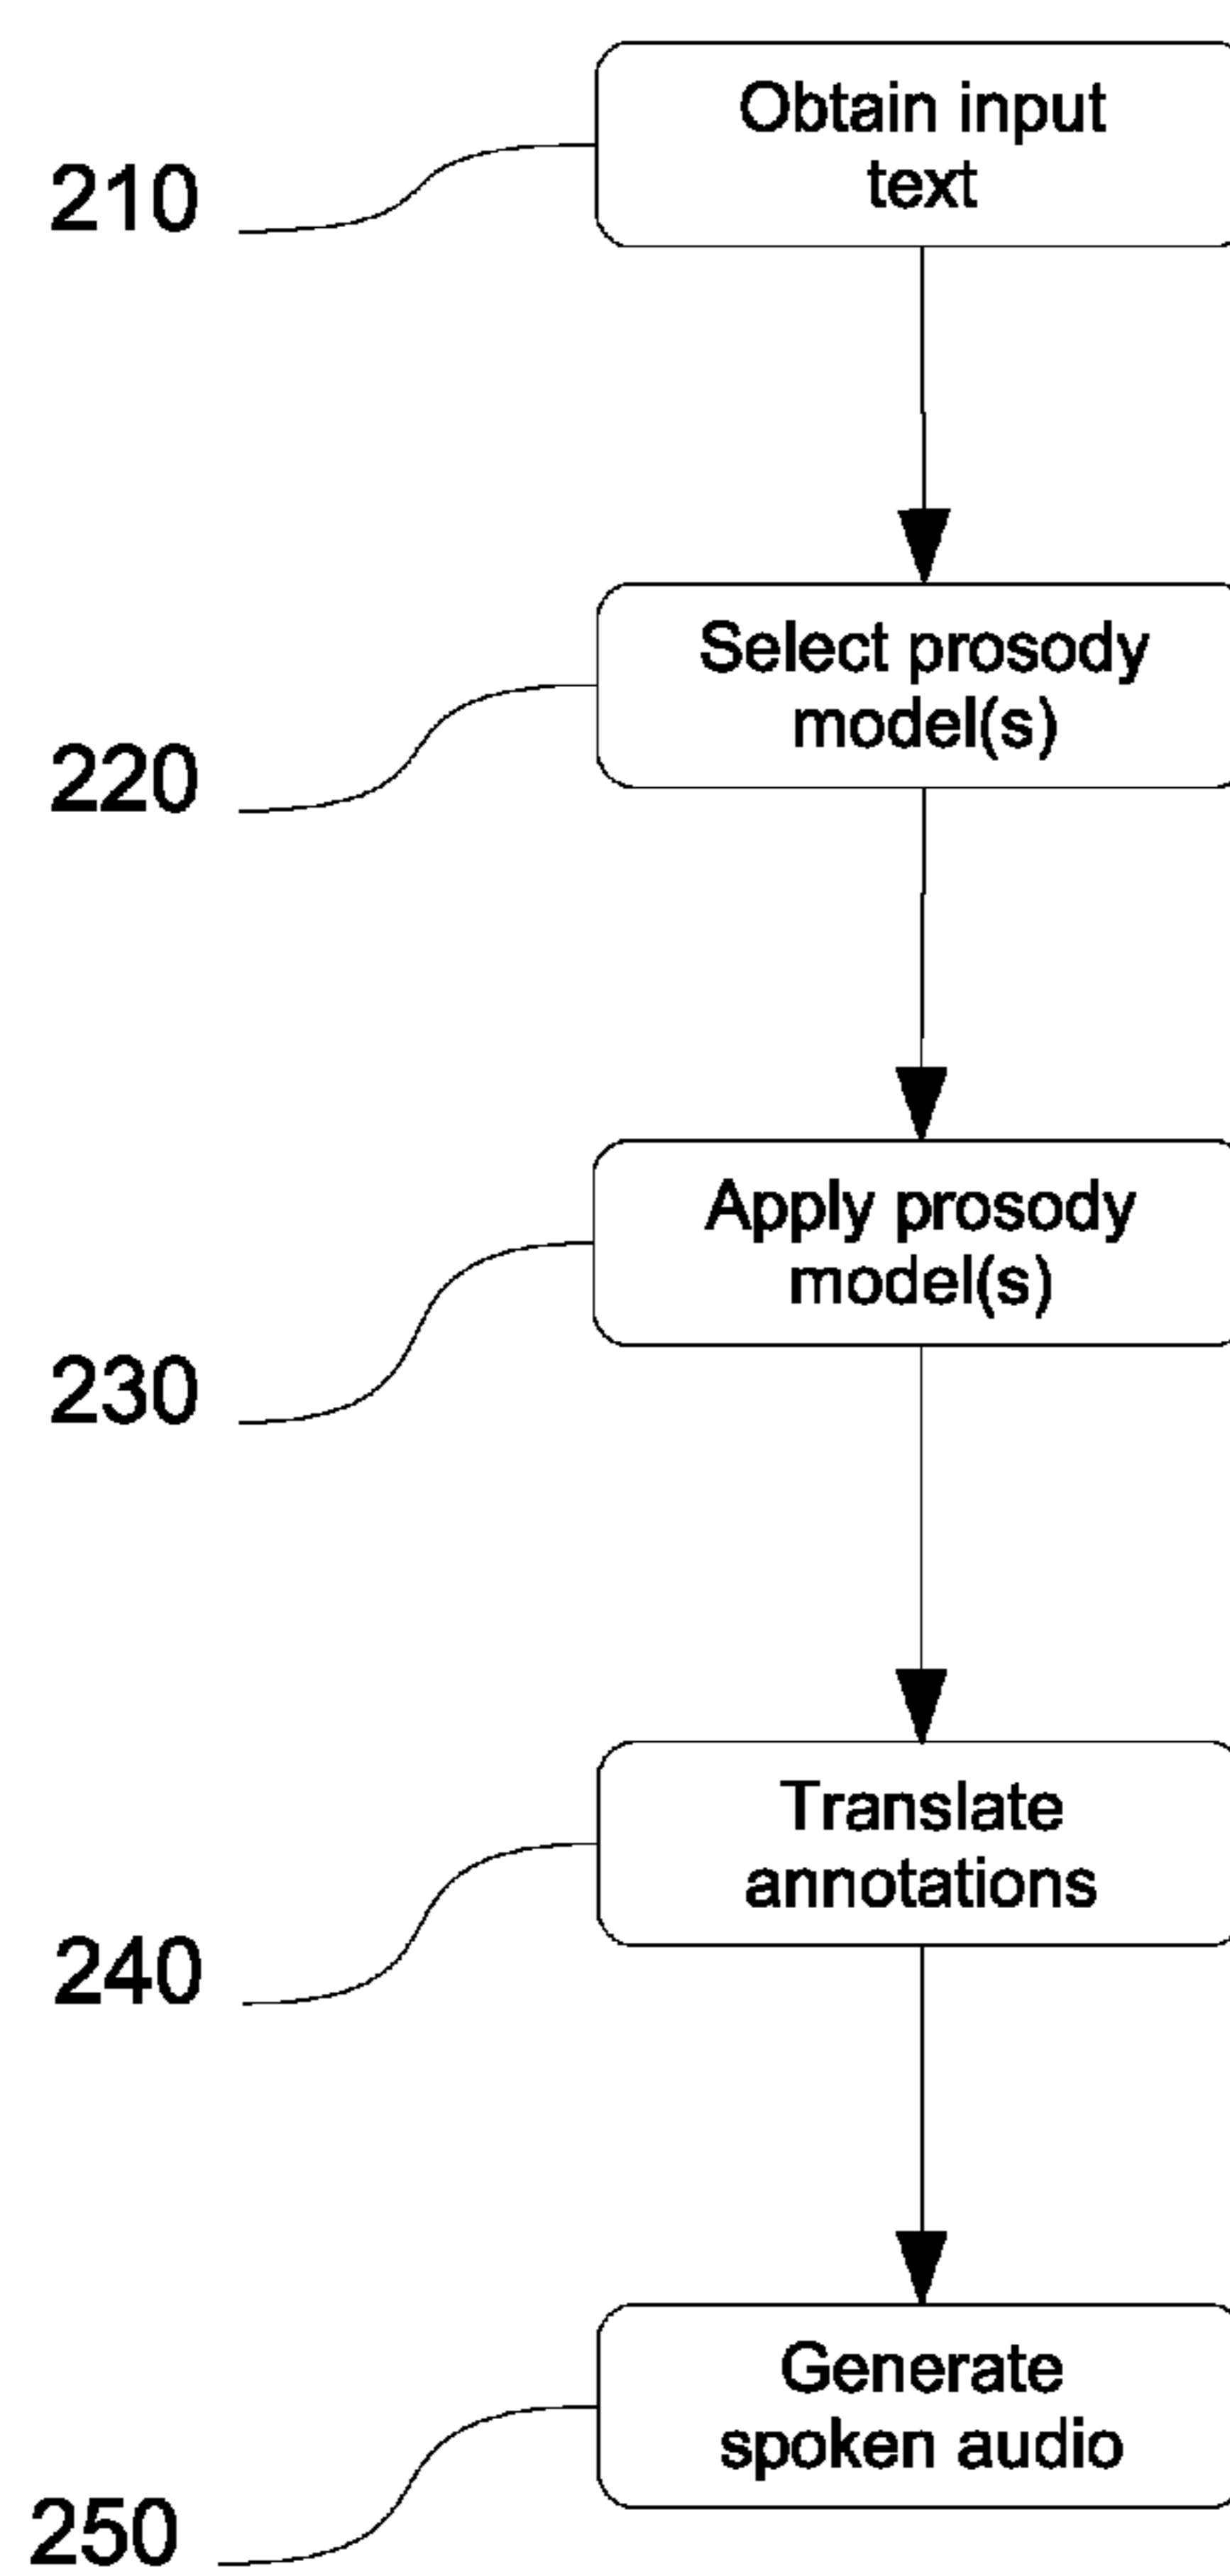 Obtain input
text
210
Select prosody
model(s)
220
Apply prosody
model(s)
230
Translate
annotations
240
Generate
spoken audio
250